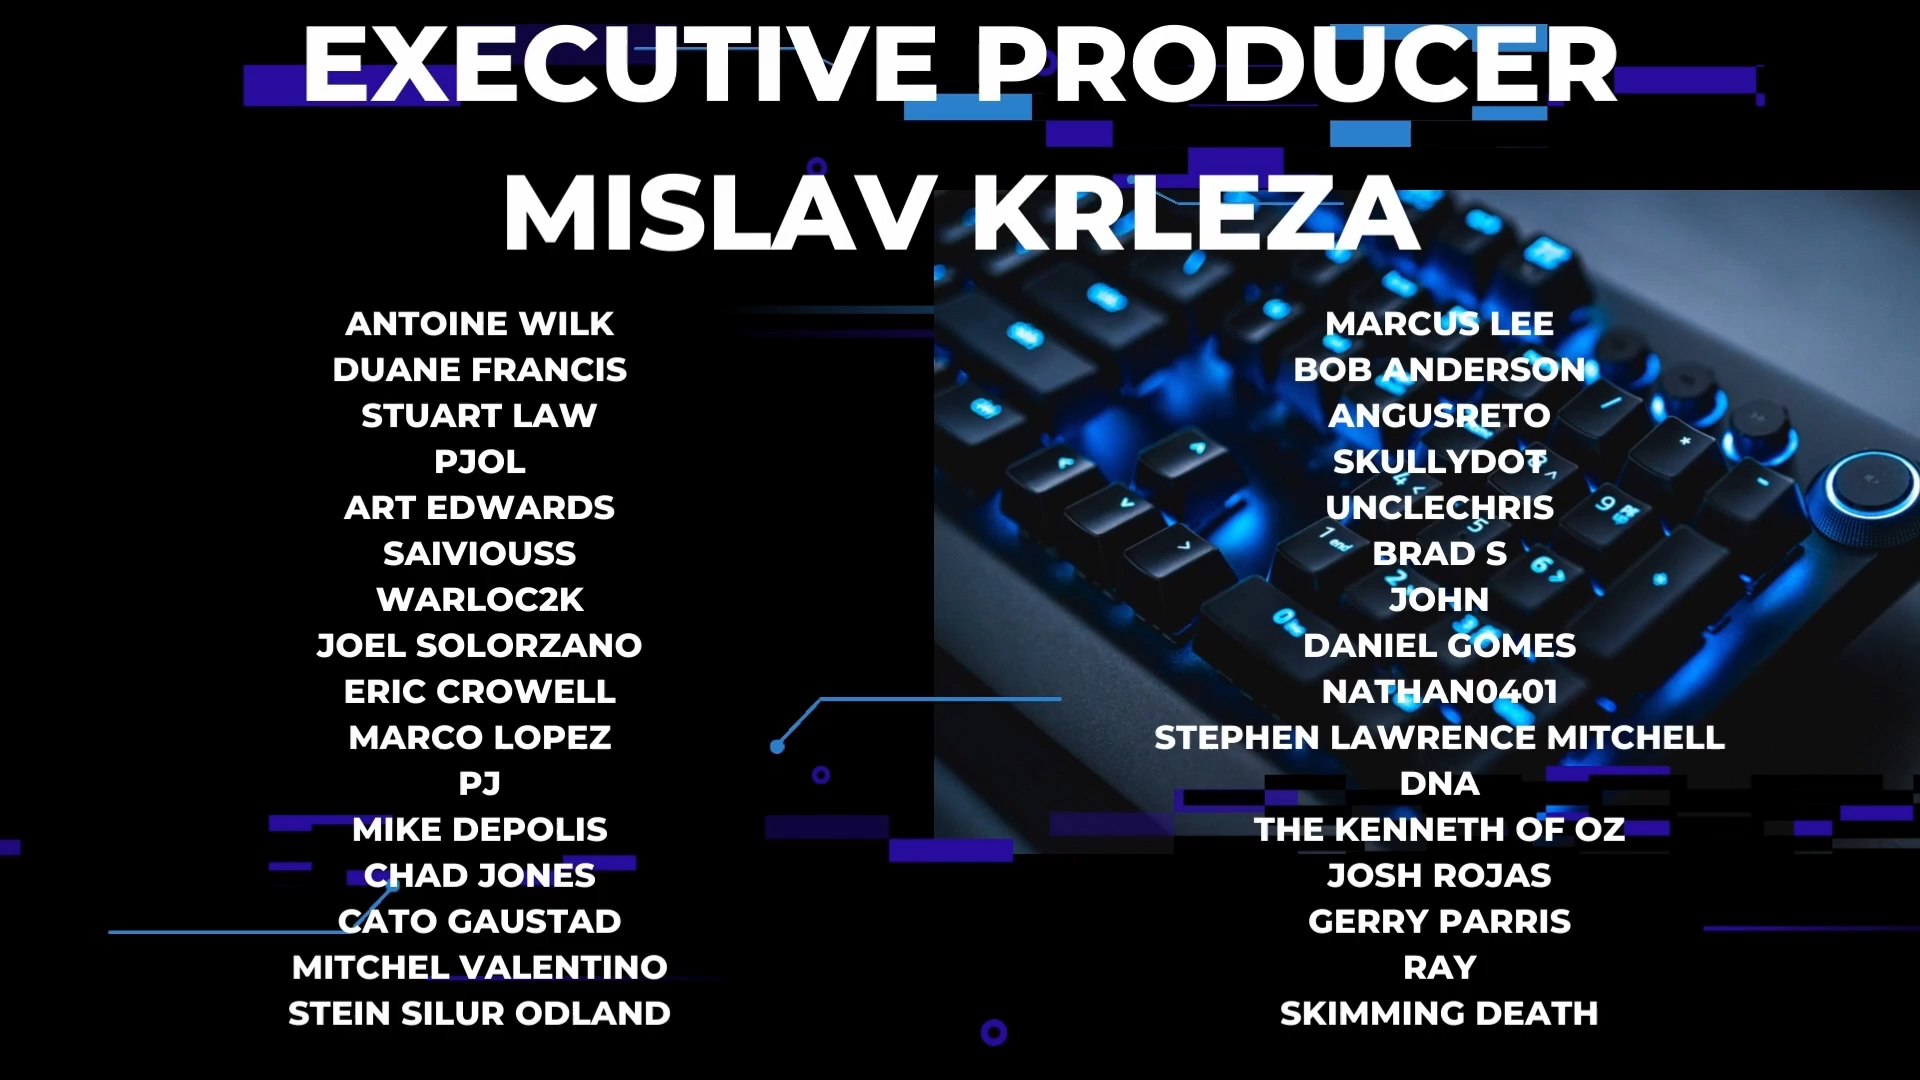 EXECUTIVE PRODUCER
MISLAV KRLEZA
ANTOINE WILK
DUANE FRANCIS
STUART LAW
PJOL
ART EDWARDS
SAIVIOUSS
WARLOC2K
JOEL SOLORZANO
ERIC CROWELL
MARCO LOPEZ
PJ
MIKE DEPOLIS
CHAD JONES
CATO GAUSTAD
MITCHEL VALENTINO
STEIN SILUR ODLAND
MARCUS LEE
BOB ANDERSON
ANGUSRETO
SKULLYDOT
UNCLECHRIS
BRAD S
JOHN
DANIEL GOMES
NATHAN0401
STEPHEN LAWRENCE MITCHELL
DNA
THE KENNETH OF OZ
JOSH ROJAS
GERRY PARRIS
RAY
SKIMMING DEATH